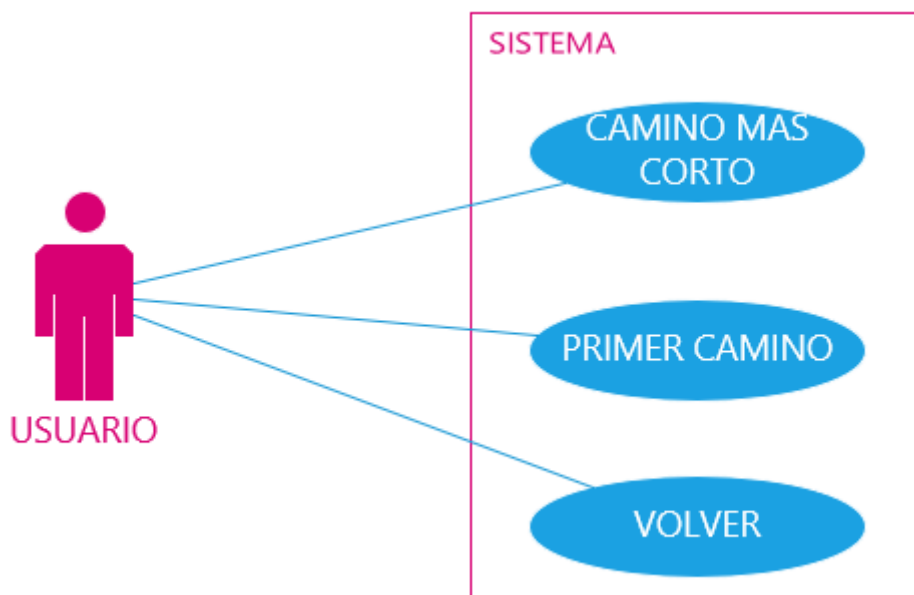 SISTEMA
CAMINO MAS
CORTO
PRIMER CAMINO
USUARIO
VOLVER